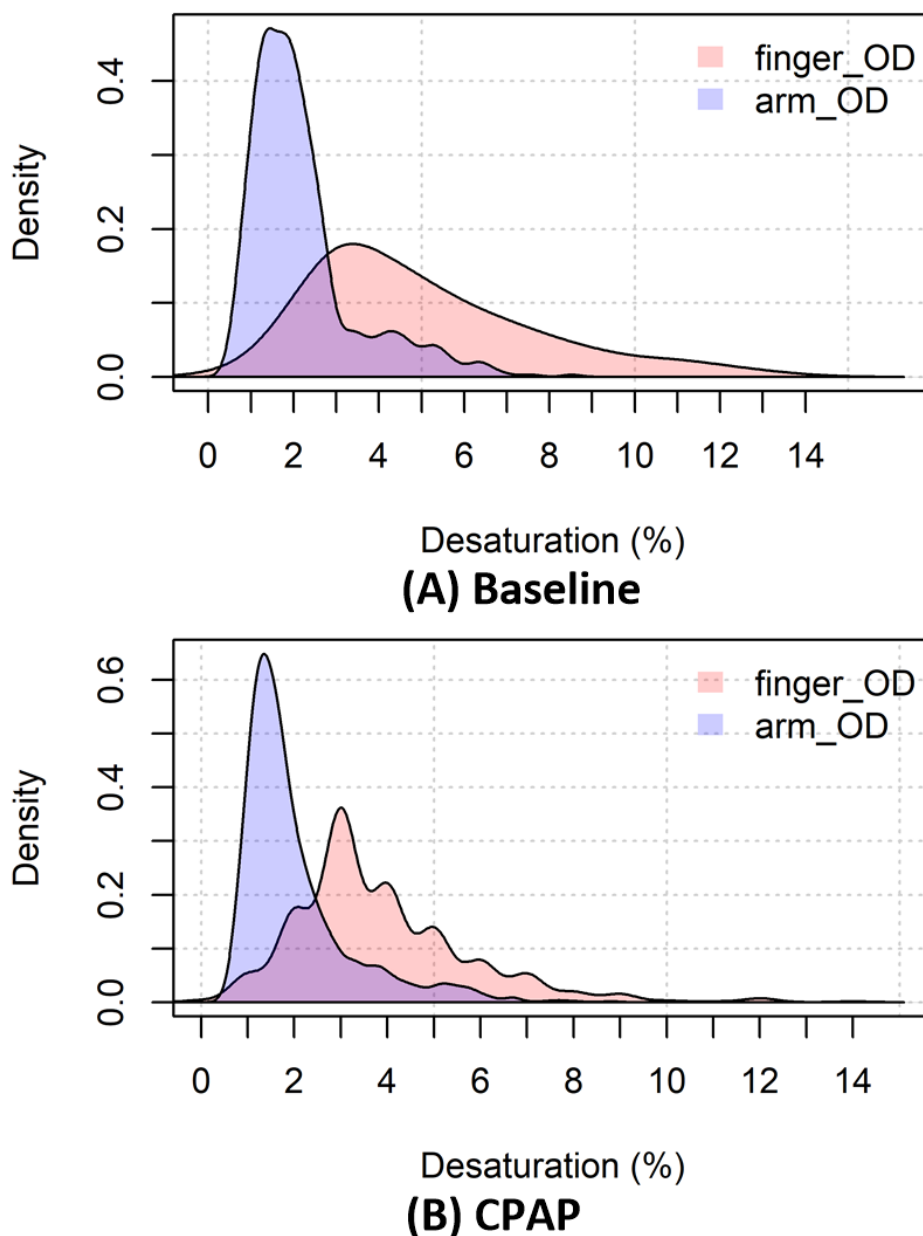 finger_OD
arm_OD
Density
0.0 0.2 0.4
0 2 4 6 8 10 12 14
Desaturation (%)
(A) Baseline
finger_OD
arm_OD
Density
0.0 0.2 0.4 0.6
0 2 4 6 8 10 12 14
Desaturation (%)
(B) CPAP